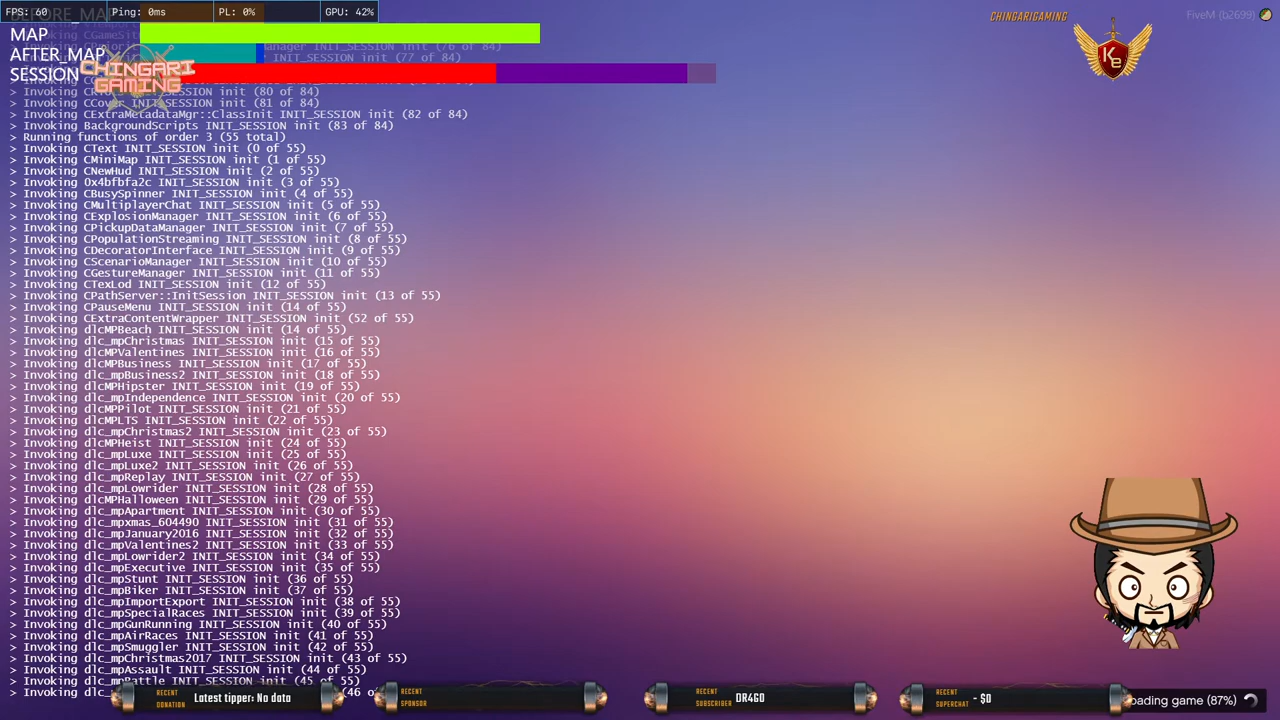 FPS: 60 Ping: 0ms PL: 0% GPU: 42%
BEFORE_MAP
MAP
AFTER_MAP
SESSION
CHINGARI
GAMING
CHINGARIGAMING
FiveM (b2699)
> Invoking CRoads INIT_SESSION init (80 of 84)
> Invoking CCover INIT_SESSION init (81 of 84)
> Invoking CExtraMetadataMgr::ClassInit INIT_SESSION init (82 of 84)
> Invoking BackgroundScripts INIT_SESSION init (83 of 84)
> Running functions of order 3 (55 total)
> Invoking CText INIT_SESSION init (0 of 55)
> Invoking CMiniMap INIT_SESSION init (1 of 55)
> Invoking CNewHud INIT_SESSION init (2 of 55)
> Invoking 0x4bfbfa2c INIT_SESSION init (3 of 55)
> Invoking CBusySpinner INIT_SESSION init (4 of 55)
> Invoking CMultiplayerChat INIT_SESSION init (5 of 55)
> Invoking CExplosionManager INIT_SESSION init (6 of 55)
> Invoking CPickupDataManager INIT_SESSION init (7 of 55)
> Invoking CPopulationStreaming INIT_SESSION init (8 of 55)
> Invoking CDecoratorInterface INIT_SESSION init (9 of 55)
> Invoking CScenarioManager INIT_SESSION init (10 of 55)
> Invoking CGestureManager INIT_SESSION init (11 of 55)
> Invoking CTexLod INIT_SESSION init (12 of 55)
> Invoking CPathServer::InitSession INIT_SESSION init (13 of 55)
> Invoking CPauseMenu INIT_SESSION init (14 of 55)
> Invoking CExtraContentWrapper INIT_SESSION init (52 of 55)
> Invoking dlcMPBeach INIT_SESSION init (14 of 55)
> Invoking dlc_mpChristmas INIT_SESSION init (15 of 55)
> Invoking dlcMPValentines INIT_SESSION init (16 of 55)
> Invoking dlcMPBusiness INIT_SESSION init (17 of 55)
> Invoking dlc_mpBusiness2 INIT_SESSION init (18 of 55)
> Invoking dlcMPHipster INIT_SESSION init (19 of 55)
> Invoking dlc_mpIndependence INIT_SESSION init (20 of 55)
> Invoking dlcMPPilot INIT_SESSION init (21 of 55)
> Invoking dlcMPLTS INIT_SESSION init (22 of 55)
> Invoking dlc_mpChristmas2 INIT_SESSION init (23 of 55)
> Invoking dlcMPHeist INIT_SESSION init (24 of 55)
> Invoking dlc_mpLuxe INIT_SESSION init (25 of 55)
> Invoking dlc_mpLuxe2 INIT_SESSION init (26 of 55)
> Invoking dlc_mpReplay INIT_SESSION init (27 of 55)
> Invoking dlc_mpLowrider INIT_SESSION init (28 of 55)
> Invoking dlcMPHalloween INIT_SESSION init (29 of 55)
> Invoking dlc_mpApartment INIT_SESSION init (30 of 55)
> Invoking dlc_mpxmas_604490 INIT_SESSION init (31 of 55)
> Invoking dlc_mpJanuary2016 INIT_SESSION init (32 of 55)
> Invoking dlc_mpValentines2 INIT_SESSION init (33 of 55)
> Invoking dlc_mpLowrider2 INIT_SESSION init (34 of 55)
> Invoking dlc_mpExecutive INIT_SESSION init (35 of 55)
> Invoking dlc_mpStunt INIT_SESSION init (36 of 55)
> Invoking dlc_mpBiker INIT_SESSION init (37 of 55)
> Invoking dlc_mpImportExport INIT_SESSION init (38 of 55)
> Invoking dlc_mpSpecialRaces INIT_SESSION init (39 of 55)
> Invoking dlc_mpGunRunning INIT_SESSION init (40 of 55)
> Invoking dlc_mpAirRaces INIT_SESSION init (41 of 55)
> Invoking dlc_mpSmuggler INIT_SESSION init (42 of 55)
> Invoking dlc_mpChristmas2017 INIT_SESSION init (43 of 55)
> Invoking dlc_mpAssault INIT_SESSION init (44 of 55)
> Invoking dlc_mpBattle INIT_SESSION init (45 of 55)
> Invoking dlc_ (46 o
RECENT DONATION Latest tipper: No data
RECENT SPONSOR
RECENT SUBSCRIBER DR4GO
RECENT SUPERCHAT - $0
oading game (87%)